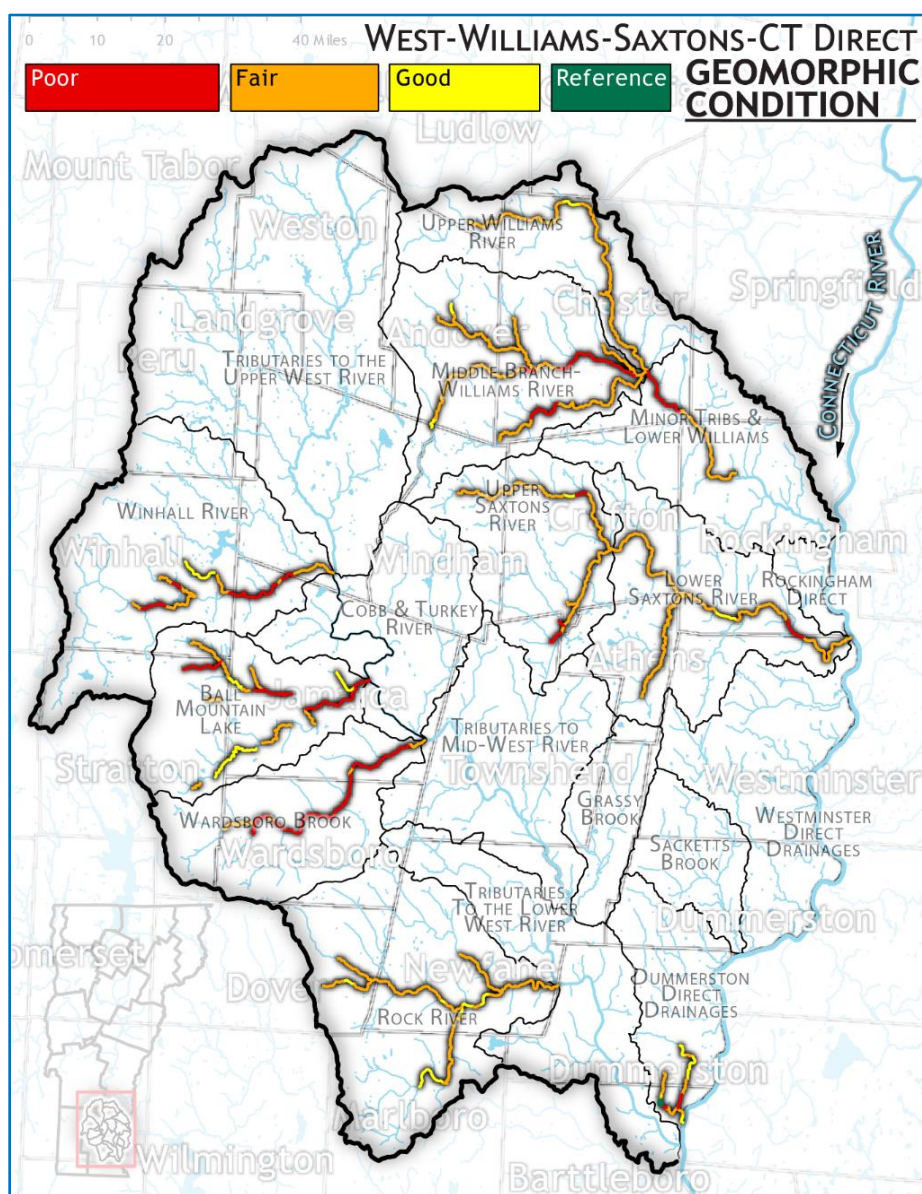 0 10 20 40 Miles
WEST-WILLIAMS-SAXTONS-CT DIRECT
GEOMORPHIC
CONDITION
Poor
Fair
Good
Reference
Ludlow
Mount Tabor
Weston
UPPER WILLIAMS
RIVER
CONNECTICUT RIVER
Springfield
Chester
Landgrove
Andover
Peru
TRIBUTARIES TO THE
UPPER WEST RIVER
MIDDLE BRANCH-
WILLIAMS RIVER
MINOR TRIBS &
LOWER WILLIAMS
WINHALL RIVER
Winhall
UPPER
SAXTONS
RIVER
Grafton
Rockingham
Windham
LOWER
SAXTONS RIVER
ROCKINGHAM
DIRECT
COBB & TURKEY
RIVER
Athens
BALL
MOUNTAIN
LAKE
Jamaica
TRIBUTARIES TO
MID-WEST RIVER
Townshend
Stratton
Westminster
GRASSY
BROOK
WESTMINSTER
DIRECT
DRAINAGES
WARDSBORO BROOK
Wardsboro
SACKETTS
BROOK
TRIBUTARIES
TO THE LOWER
WEST RIVER
Dummerston
omerset
Dove
Newfane
DUMMERSTON
DIRECT
DRAINAGES
ROCK RIVER
Dummerston
Marlboro
Wilmington
Barttleboro